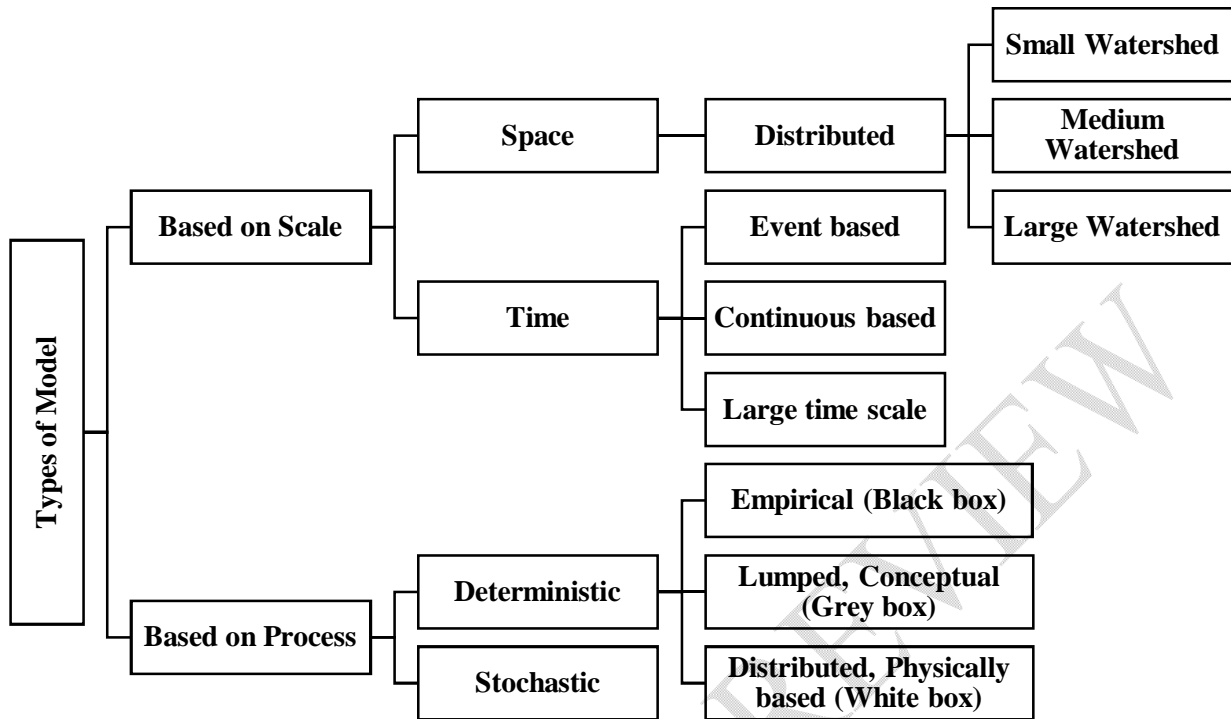 Types of Model
Based on Scale
Space
Distributed
Small Watershed
Medium
Watershed
Large Watershed
Time
Event based
Continuous based
Large time scale
Based on Process
Deterministic
Empirical (Black box)
Lumped, Conceptual
(Grey box)
Distributed, Physically
based (White box)
Stochastic
REVIEW